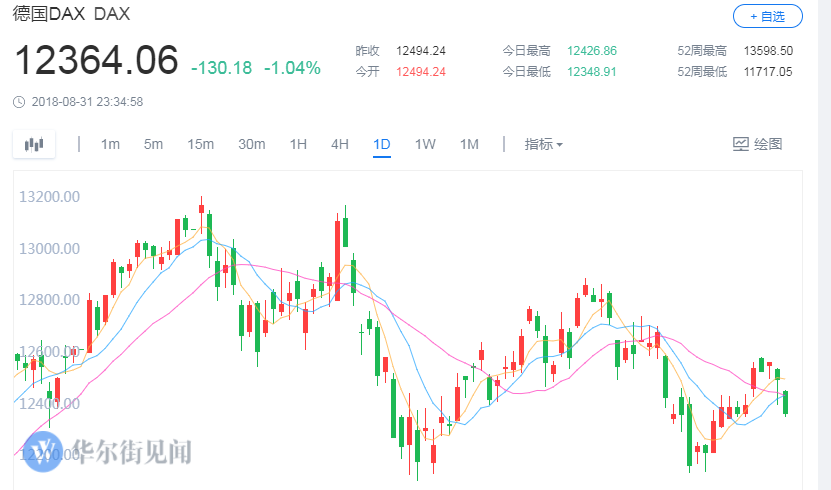 德国DAX DAX
+ 自选
12364.06 -130.18 -1.04%
昨收 12494.24 今日最高 12426.86 52周最高 13598.50
今开 12494.24 今日最低 12348.91 52周最低 11717.05
2018-08-31 23:34:58
1m 5m 15m 30m 1H 4H 1D 1W 1M 指标 绘图
13200.00
13000.00
12800.00
12600.00
12400.00
12200.00
华尔街见闻